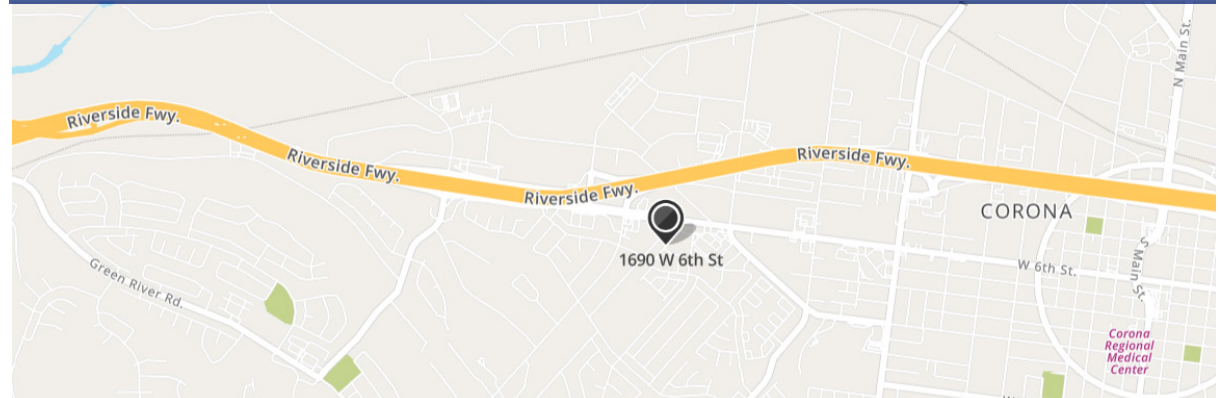 N Main St.
Riverside Fwy.
Riverside Fwy.
Riverside Fwy.
Riverside Fwy.
CORONA
1690 W 6th St
S Main St.
W 6th St.
Green River Rd.
Corona
Regional
Medical
Center